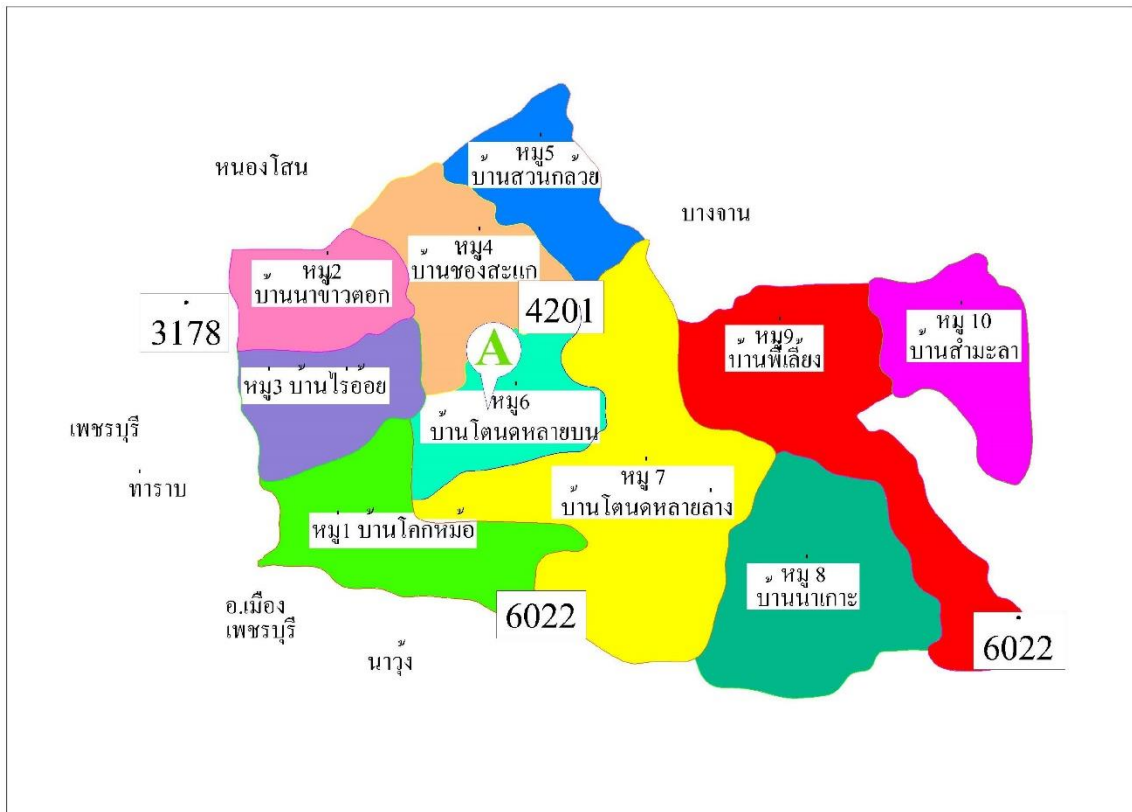 หมู่5
บ้านสวนกล้วย
หนองโสน
บางจาน
หมู่4
บ้านช่องสะแก
หมู่2
บ้านนาข้าวตอก
หมู่ 10
บ้านสำมะลา
4201
3178
หมู่9
บ้านพี่เลี้ยง
A
หมู่3 บ้านไร่อ้อย
หมู่6
บ้านโตนดหลายบน
เพชรบุรี
หมู่ 7
บ้านโตนดหลายล่าง
ท่าราบ
หมู่1 บ้านโคกหม้อ
หมู่ 8
บ้านนาเกาะ
อ.เมือง
เพชรบุรี
6022
6022
นาวุ้ง